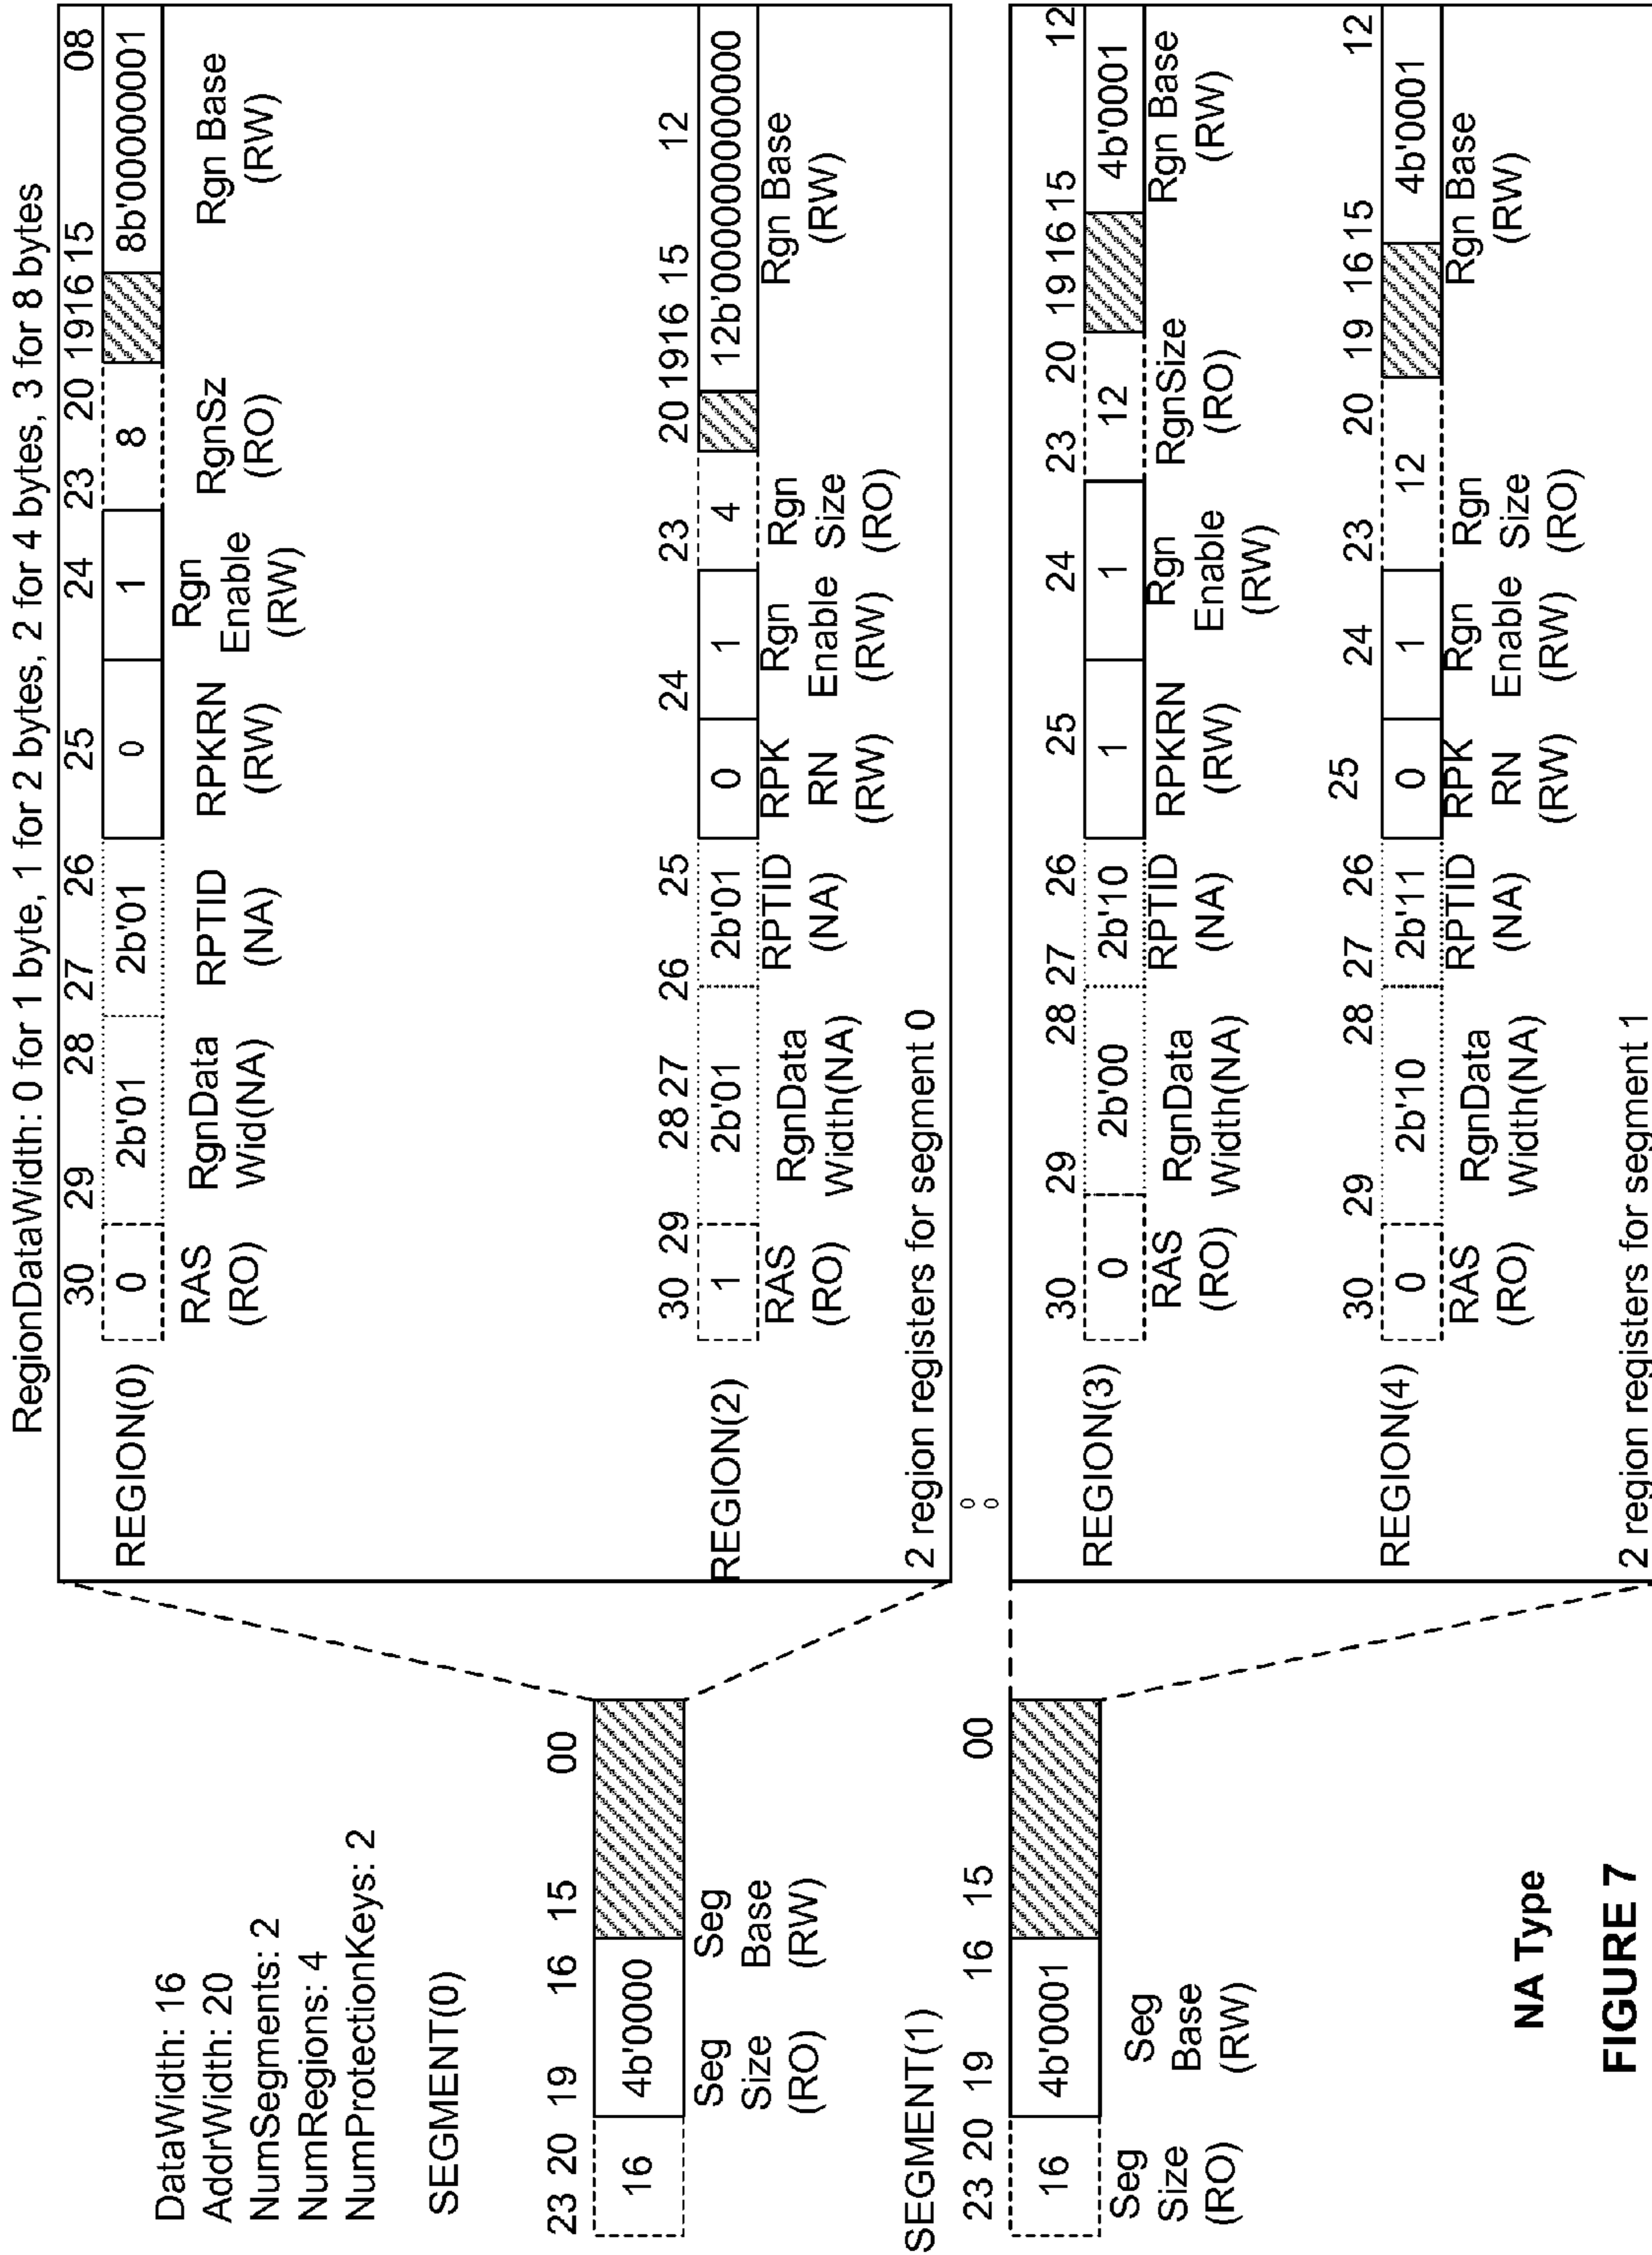 RegionDataWidth: 0 for 1 byte, 1 for 2 bytes, 2 for 4 bytes, 3 for 8 bytes
DataWidth: 16
AddrWidth: 20
NumSegments: 2
NumRegions: 4
NumProtectionKeys: 2
SEGMENT(0)
23 20 19 16 15 00
16 4b'0000
Seg Size (RO)
Seg Base (RW)
SEGMENT(1)
23 20 19 16 15 00
16 4b'0001
Seg Size (RO)
Seg Base (RW)
30 29 28 27 26 25 24 23 20 1916 15 08
REGION(0) 0 2b'01 2b'01 0 1 8 8b'00000001
RAS (RO)
RgnData Wid(NA)
RPTID (NA)
RPKRN (RW)
Rgn Enable (RW)
RgnSz (RO)
Rgn Base (RW)
30 29 28 27 26 25 24 23 20 1916 15 12
REGION(2) 1 2b'01 2b'01 0 1 4 12b'000000000000
RAS (RO)
RgnData Width(NA)
RPTID (NA)
RPK RN (RW)
Rgn Enable (RW)
Rgn Size (RO)
Rgn Base (RW)
2 region registers for segment 0
30 29 28 27 26 25 24 23 20 19 16 15 12
REGION(3) 0 2b'00 2b'10 1 1 12 4b'0001
RAS (RO)
RgnData Width(NA)
RPTID (NA)
RPKRN (RW)
Rgn Enable (RW)
RgnSize (RO)
Rgn Base (RW)
30 29 28 27 26 25 24 23 20 19 16 15 12
REGION(4) 0 2b'10 2b'11 0 1 12 4b'0001
RAS (RO)
RgnData Width(NA)
RPTID (NA)
RPK RN (RW)
Rgn Enable (RW)
Rgn Size (RO)
Rgn Base (RW)
2 region registers for segment 1
NA Type
FIGURE 7